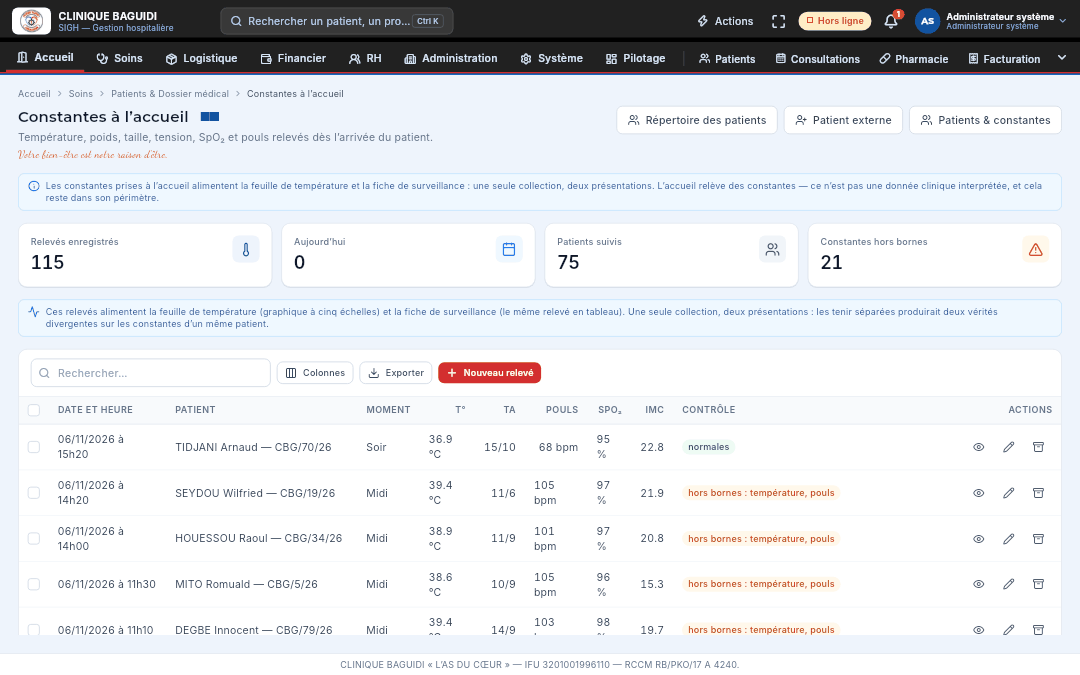 CLINIQUE BAGUIDI
SIGH — Gestion hospitalière
Rechercher un patient, un pro... Ctrl K
Actions
Hors ligne
1
AS
Administrateur système
Administrateur système
Accueil Soins Logistique Financier RH Administration Système Pilotage Patients Consultations Pharmacie Facturation
Accueil > Soins > Patients & Dossier médical > Constantes à l'accueil
Constantes à l'accueil
Température, poids, taille, tension, SpO₂ et pouls relevés dès l'arrivée du patient.
Votre bien-être est notre raison d'être.
Répertoire des patients
Patient externe
Patients & constantes
Les constantes prises à l'accueil alimentent la feuille de température et la fiche de surveillance : une seule collection, deux présentations. L'accueil relève des constantes — ce n'est pas une donnée clinique interprétée, et cela
reste dans son périmètre.
Relevés enregistrés
115
Aujourd'hui
0
Patients suivis
75
Constantes hors bornes
21
Ces relevés alimentent la feuille de température (graphique à cinq échelles) et la fiche de surveillance (le même relevé en tableau). Une seule collection, deux présentations : les tenir séparées produirait deux vérités
divergentes sur les constantes d'un même patient.
Rechercher...
Colonnes
Exporter
Nouveau relevé
DATE ET HEURE PATIENT MOMENT T° TA POULS SPO₂ IMC CONTRÔLE ACTIONS
06/11/2026 à 15h20 TIDJANI Arnaud — CBG/70/26 Soir 36.9 °C 15/10 68 bpm 95 % 22.8 normales
06/11/2026 à 14h20 SEYDOU Wilfried — CBG/19/26 Midi 39.4 °C 11/6 105 bpm 97 % 21.9 hors bornes : température, pouls
06/11/2026 à 14h00 HOUESSOU Raoul — CBG/34/26 Midi 38.9 °C 11/9 101 bpm 97 % 20.8 hors bornes : température, pouls
06/11/2026 à 11h30 MITO Romuald — CBG/5/26 Midi 38.6 °C 10/9 105 bpm 96 % 15.3 hors bornes : température, pouls
06/11/2026 à 11h10 DEGBE Innocent — CBG/79/26 Midi 39.4 14/9 103 98 19.7 hors bornes : température, pouls
CLINIQUE BAGUIDI « L'AS DU CŒUR » — IFU 3201001996110 — RCCM RB/PKO/17 A 4240.